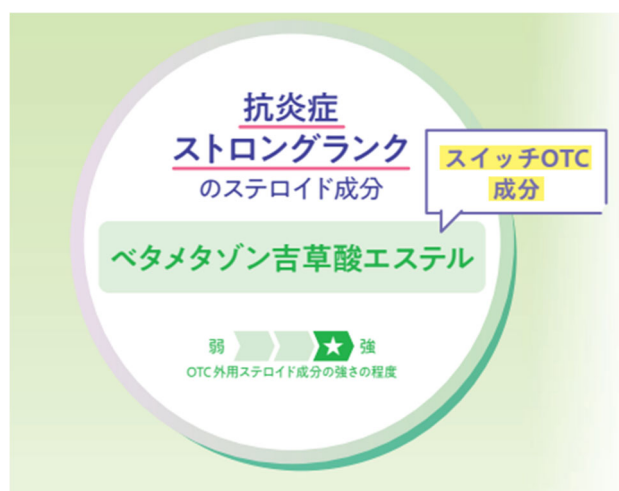 抗炎症
ストロングランク
のステロイド成分
スイッチOTC
成分
ベタメタゾン吉草酸エステル
弱 強
OTC外用ステロイド成分の強さの程度